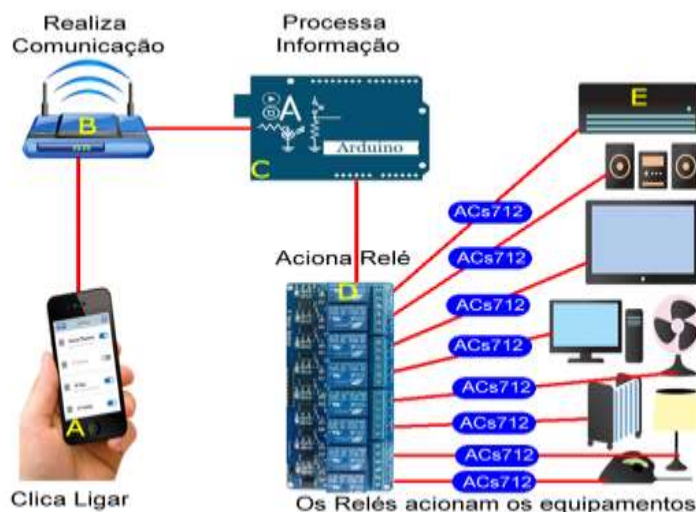 Realiza
Comunicação
Processa
Informação
B
A
Arduino
C
E
ACs712
ACs712
Aciona Relé
D
ACs712
ACs712
ACs712
ACs712
ACs712
ACs712
A
Clica Ligar
Os Relés acionam os equipamentos